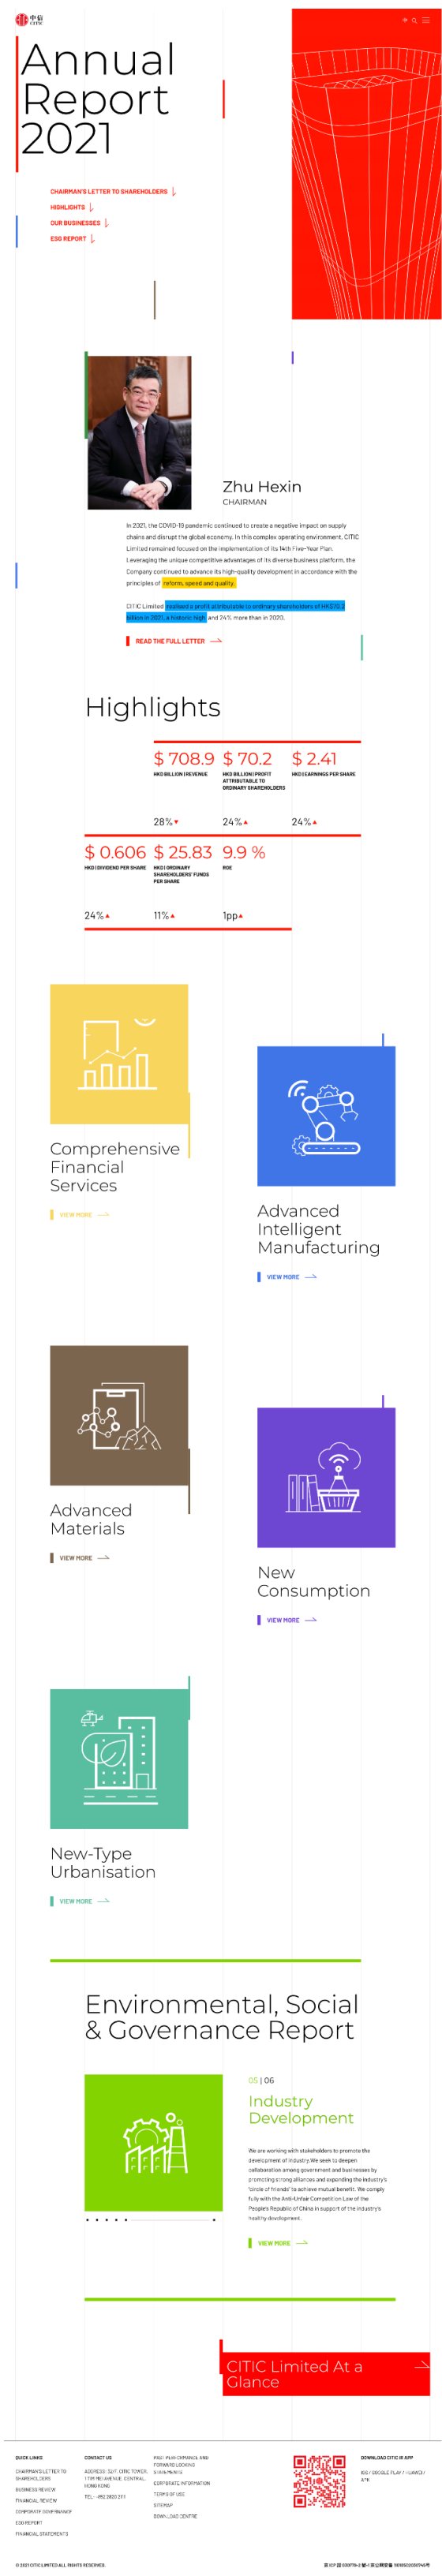 中信
CITIC
中
Annual
Report
2021
CHAIRMAN'S LETTER TO SHAREHOLDERS
HIGHLIGHTS
OUR BUSINESSES
ESG REPORT
Zhu Hexin
CHAIRMAN
In 2021, the COVID-19 pandemic continued to create a negative impact on supply
chains and disrupt the global economy. In this complex operating environment, CITIC
Limited remained focused on the implementation of its 14th Five-Year Plan.
Leveraging the unique competitive advantages of its diverse business platform, the
Company continued to advance its high-quality development in accordance with the
principles of reform, speed and quality.
CITIC Limited realised a profit attributable to ordinary shareholders of HK$70.2
billion in 2021, a historic high, and 24% more than in 2020.
READ THE FULL LETTER
Highlights
$ 708.9 $ 70.2 $ 2.41
HKD BILLION | REVENUE HKD BILLION | PROFIT HKD | EARNINGS PER SHARE
ATTRIBUTABLE TO
ORDINARY SHAREHOLDERS
28% ▼ 24% ▲ 24% ▲
$ 0.606 $ 25.83 9.9 %
HKD | DIVIDEND PER SHARE HKD | ORDINARY ROE
SHAREHOLDERS' FUNDS
PER SHARE
24% ▲ 11% ▲ 1pp ▲
Comprehensive
Financial
Services
VIEW MORE
Advanced
Intelligent
Manufacturing
VIEW MORE
Advanced
Materials
VIEW MORE
New
Consumption
VIEW MORE
New-Type
Urbanisation
VIEW MORE
Environmental, Social
& Governance Report
05 | 06
Industry
Development
We are working with stakeholders to promote the
development of industry. We seek to deepen
collaboration among government and businesses by
promoting strong alliances and expanding the industry's
'circle of friends' to achieve mutual benefit. We comply
fully with the Anti-Unfair Competition Law of the
People's Republic of China in support of the industry's
healthy development.
VIEW MORE
CITIC Limited At a
Glance
QUICK LINKS
CHAIRMAN'S LETTER TO
SHAREHOLDERS
BUSINESS REVIEW
FINANCIAL REVIEW
CORPORATE GOVERNANCE
ESG REPORT
FINANCIAL STATEMENTS
CONTACT US
ADDRESS: 32/F, CITIC TOWER,
1 TIM MEI AVENUE, CENTRAL,
HONG KONG
TEL: +852 2820 2111
PAST PERFORMANCE AND
FORWARD LOOKING
STATEMENTS
CORPORATE INFORMATION
TERMS OF USE
SITEMAP
DOWNLOAD CENTRE
DOWNLOAD CITIC IR APP
IOS / GOOGLE PLAY / HUAWEI /
APK
© 2021 CITIC LIMITED ALL RIGHTS RESERVED.